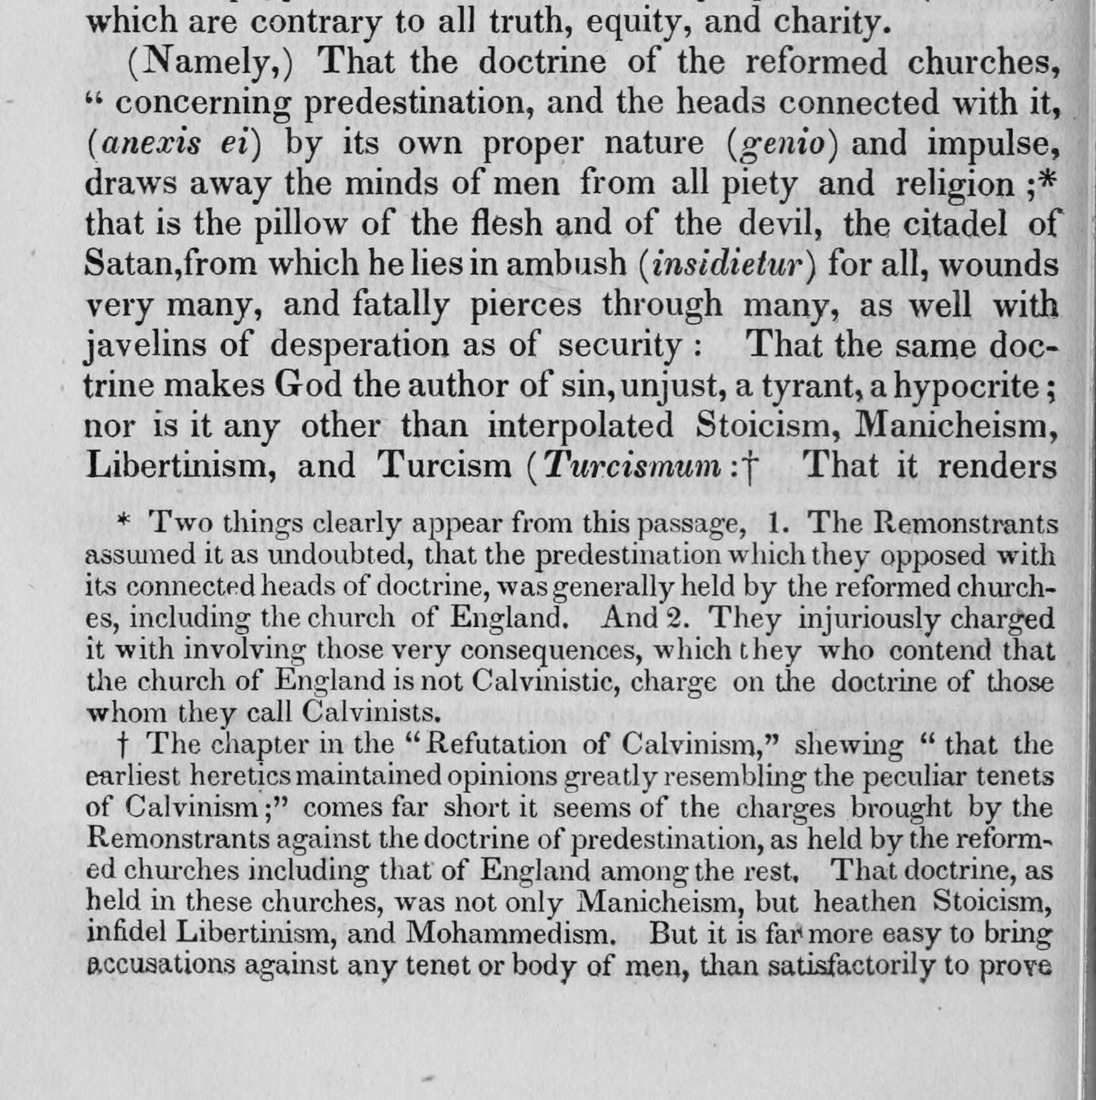 which are contrary to all truth, equity, and charity.
(Namely,) That the doctrine of the reformed churches,
“ concerning predestination, and the heads connected with it,
(anexis ei) by its own proper nature (genio) and impulse,
draws away the minds of men from all piety and religion ;*
that is the pillow of the flesh and of the devil, the citadel of
Satan,from which he lies in ambush (insidietur) for all, wounds
very many, and fatally pierces through many, as well with
javelins of desperation as of security : That the same doc-
trine makes God the author of sin, unjust, a tyrant, a hypocrite ;
nor is it any other than interpolated Stoicism, Manicheism,
Libertinism, and Turcism (Turcismum :† That it renders
* Two things clearly appear from this passage, 1. The Remonstrants
assumed it as undoubted, that the predestination which they opposed with
its connected heads of doctrine, was generally held by the reformed church-
es, including the church of England. And 2. They injuriously charged
it with involving those very consequences, which they who contend that
the church of England is not Calvinistic, charge on the doctrine of those
whom they call Calvinists.
† The chapter in the “Refutation of Calvinism,” shewing “ that the
earliest heretics maintained opinions greatly resembling the peculiar tenets
of Calvinism ;” comes far short it seems of the charges brought by the
Remonstrants against the doctrine of predestination, as held by the reform-
ed churches including that of England among the rest. That doctrine, as
held in these churches, was not only Manicheism, but heathen Stoicism,
infidel Libertinism, and Mohammedism. But it is far more easy to bring
accusations against any tenet or body of men, than satisfactorily to prove